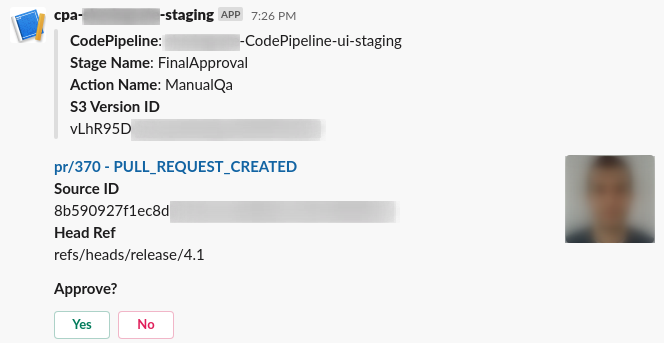 cpa- -staging APP 7:26 PM
CodePipeline: -CodePipeline-ui-staging
Stage Name: FinalApproval
Action Name: ManualQa
S3 Version ID
vLhR95D
pr/370 - PULL_REQUEST_CREATED
Source ID
8b590927f1ec8d
Head Ref
refs/heads/release/4.1
Approve?
Yes No